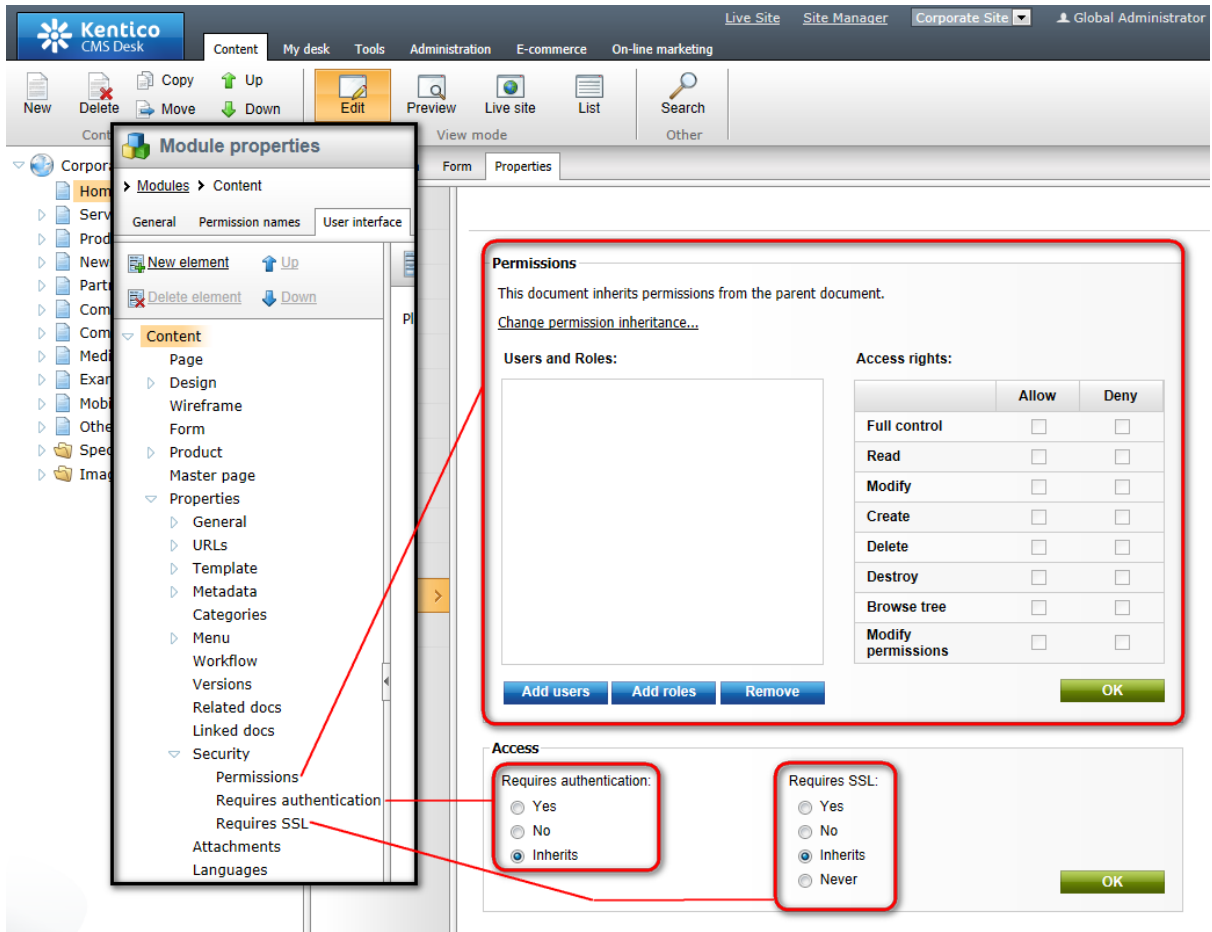 Live Site Site Manager Corporate Site Global Administrator
Kentico
CMS Desk
Content My desk Tools Administration E-commerce On-line marketing
Copy Up
New Delete Move Down Edit Preview Live site List Search
View mode Other
Module properties
Form Properties
Modules Content
General Permission names User interface
New element Up
Delete element Down
Content
Page
Design
Wireframe
Form
Product
Master page
Properties
General
URLs
Template
Metadata
Categories
Menu
Workflow
Versions
Related docs
Linked docs
Security
Permissions
Requires authentication
Requires SSL
Attachments
Languages
Permissions
This document inherits permissions from the parent document.
Change permission inheritance...
Users and Roles: Access rights:
Allow Deny
Full control
Read
Modify
Create
Delete
Destroy
Browse tree
Modify
permissions
Add users Add roles Remove OK
Access
Requires authentication: Requires SSL:
Yes Yes
No No
Inherits Inherits
Never OK